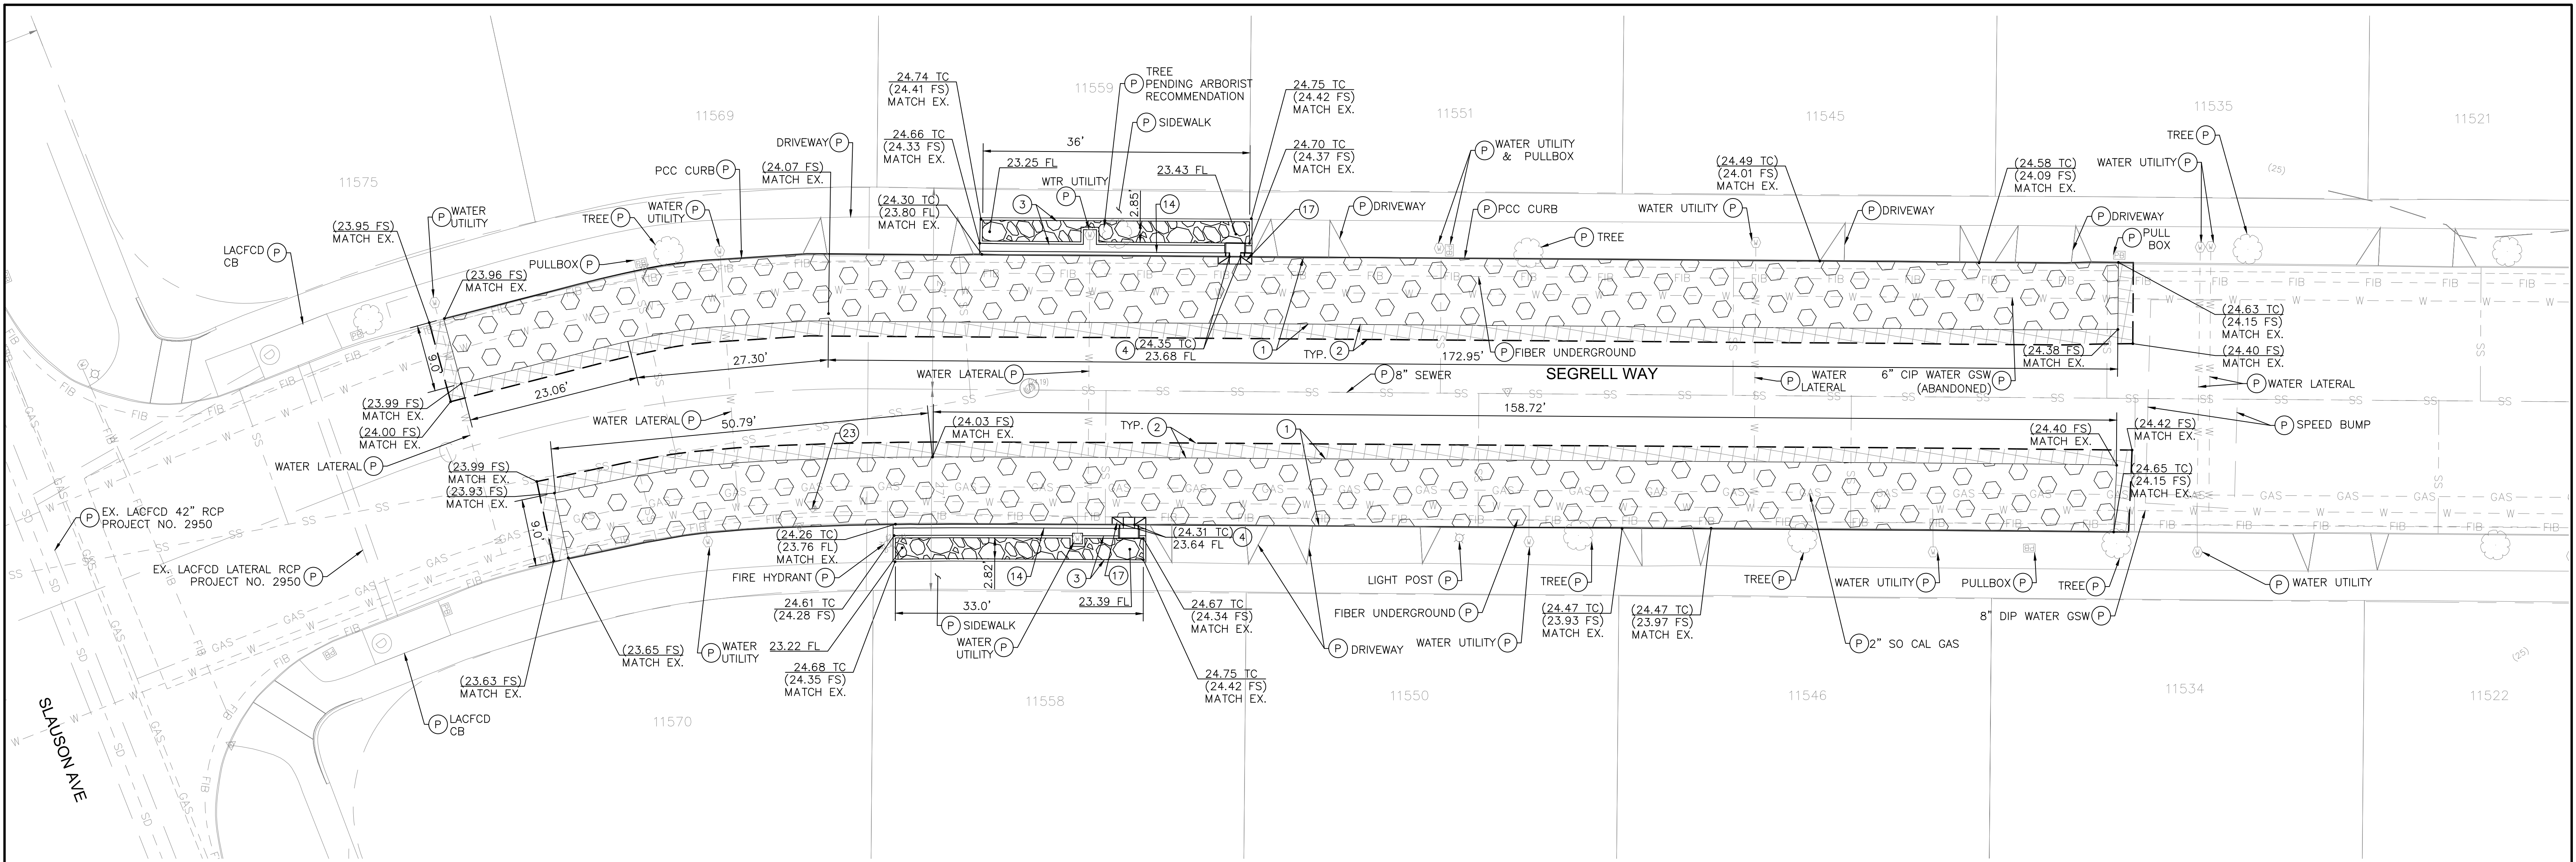 11575
11569
11559
11551
11545
11535
11521
(25)
24.74 TC
(24.41 FS)
MATCH EX.
24.66 TC
(24.33 FS)
MATCH EX.
TREE
P PENDING ARBORIST
RECOMMENDATION
P SIDEWALK
36'
23.25 FL
23.43 FL
WTR UTILITY
P
3
2.85'
14
17
24.75 TC
(24.42 FS)
MATCH EX.
24.70 TC
(24.37 FS)
MATCH EX.
DRIVEWAY P
PCC CURB P
(24.07 FS)
MATCH EX.
(24.30 TC)
(23.80 FL)
MATCH EX.
P WATER UTILITY
& PULLBOX
P DRIVEWAY
P PCC CURB
P TREE
(24.49 TC)
(24.01 FS)
MATCH EX.
WATER UTILITY P
P DRIVEWAY
(24.58 TC)
(24.09 FS)
MATCH EX.
TREE P
WATER UTILITY P
P DRIVEWAY
P PULL
BOX
(23.95 FS)
MATCH EX.
P WATER
UTILITY
TREE P
WATER
UTILITY P
LACFCD P
CB
(23.96 FS)
MATCH EX.
PULLBOX P
9.0'
23.06'
27.30'
4 (24.35 TC)
23.68 FL
1
TYP. 2
172.95'
P FIBER UNDERGROUND
SEGRELL WAY
(24.63 TC)
(24.15 FS)
MATCH EX.
(24.38 FS)
MATCH EX.
(24.40 FS)
MATCH EX.
WATER LATERAL P
P 8" SEWER
P WATER
LATERAL
6" CIP WATER GSW P
(ABANDONED)
P WATER LATERAL
P SPEED BUMP
(23.99 FS)
MATCH EX.
(24.00 FS)
MATCH EX.
WATER LATERAL P
WATER LATERAL P
50.79'
158.72'
23
(24.03 FS)
MATCH EX.
TYP. 2
1
(24.40 FS)
MATCH EX.
(24.42 FS)
MATCH EX.
(24.65 TC)
(24.15 FS)
MATCH EX.
(23.99 FS)
MATCH EX.
(23.93 FS)
MATCH EX.
9.0'
P EX. LACFCD 42" RCP
PROJECT NO. 2950
EX. LACFCD LATERAL RCP P
PROJECT NO. 2950
(24.26 TC)
(23.76 FL)
MATCH EX.
FIRE HYDRANT P
24.61 TC
(24.28 FS)
23.22 FL
24.68 TC
(24.35 FS)
MATCH EX.
2.82'
33.0'
P SIDEWALK
WATER
UTILITY P
14
3
17
23.39 FL
(24.31 TC) 4
23.64 FL
24.67 TC
(24.34 FS)
MATCH EX.
24.75 TC
(24.42 FS)
MATCH EX.
P DRIVEWAY
LIGHT POST P
FIBER UNDERGROUND P
WATER UTILITY P
TREE P
(24.47 TC)
(23.93 FS)
MATCH EX.
(24.47 TC)
(23.97 FS)
MATCH EX.
TREE P
WATER UTILITY P
P 2" SO CAL GAS
PULLBOX P
TREE P
8" DIP WATER GSW P
P WATER UTILITY
(23.65 FS)
MATCH EX.
(23.63 FS)
MATCH EX.
P WATER
UTILITY
P LACFCD
CB
SLAUSON AVE
11570
11558
11550
11546
11534
11522
(25)